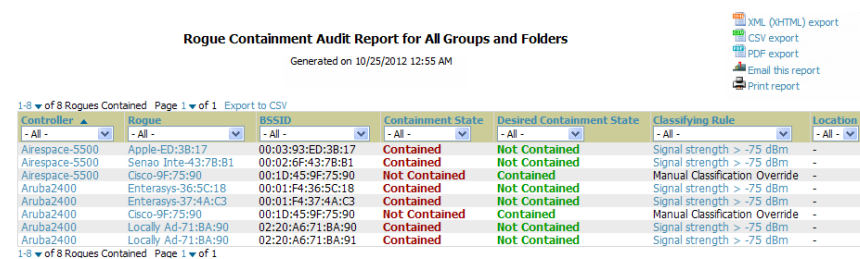 XML (XHTML) export
Rogue Containment Audit Report for All Groups and Folders
CSV export
Generated on 10/25/2012 12:55 AM
PDF export
Email this report
Print report
1-8 ▾ of 8 Rogues Contained Page 1 ▾ of 1 Export to CSV
Controller ▲ Rogue BSSID Containment State Desired Containment State Classifying Rule Location
- All - - All - - All - - All - - All - - All - - All -
Airespace-5500 Apple-ED:3B:17 00:03:93:ED:3B:17 Contained Not Contained Signal strength > -75 dBm -
Airespace-5500 Senao Inte-43:7B:B1 00:02:6F:43:7B:B1 Contained Not Contained Signal strength > -75 dBm -
Airespace-5500 Cisco-9F:75:90 00:1D:45:9F:75:90 Not Contained Contained Manual Classification Override -
Aruba2400 Enterasys-36:5C:18 00:01:F4:36:5C:18 Contained Not Contained Signal strength > -75 dBm -
Aruba2400 Enterasys-37:4A:C3 00:01:F4:37:4A:C3 Contained Not Contained Signal strength > -75 dBm -
Aruba2400 Cisco-9F:75:90 00:1D:45:9F:75:90 Not Contained Contained Manual Classification Override -
Aruba2400 Locally Ad-71:BA:90 02:20:A6:71:BA:90 Contained Not Contained Signal strength > -75 dBm -
Aruba2400 Locally Ad-71:BA:90 02:20:A6:71:BA:91 Contained Not Contained Signal strength > -75 dBm -
1-8 ▾ of 8 Rogues Contained Page 1 ▾ of 1